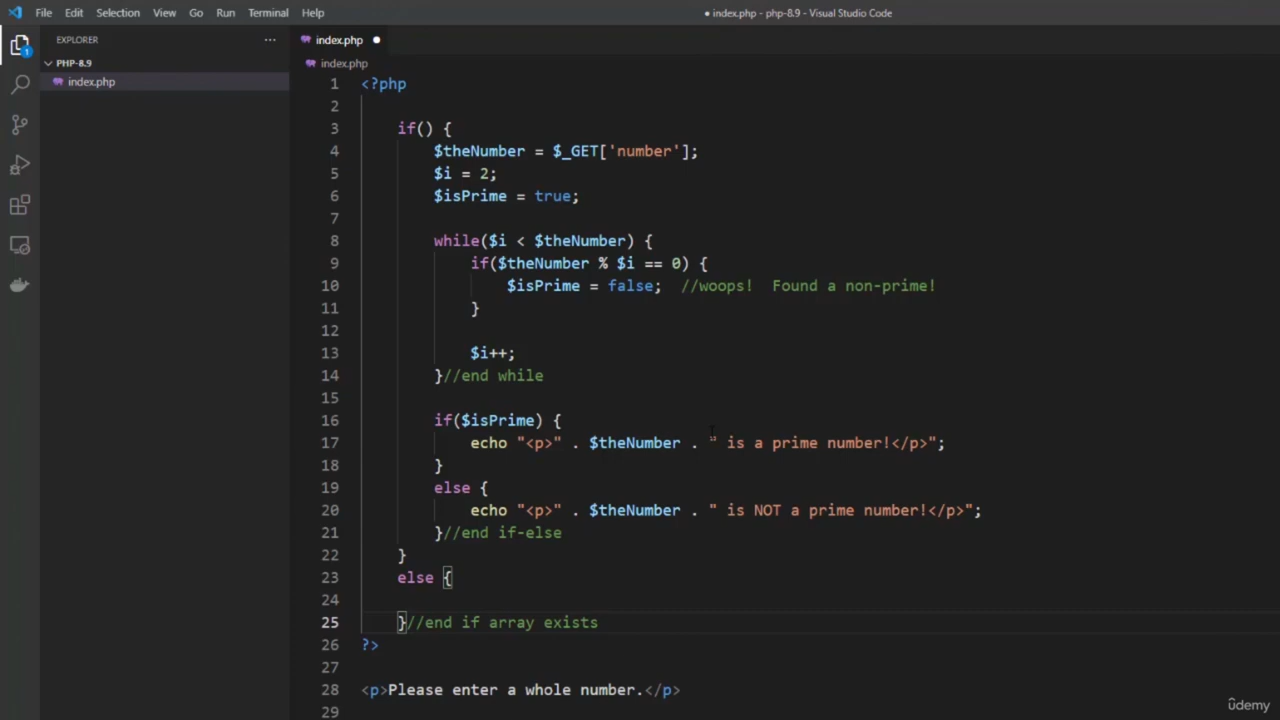 File Edit Selection View Go Run Terminal Help
● index.php - php-8.9 - Visual Studio Code
EXPLORER
...
index.php ●
PHP-8.9
index.php
index.php
1
1 <?php
2
3 if() {
4 $theNumber = $_GET['number'];
5 $i = 2;
6 $isPrime = true;
7
8 while($i < $theNumber) {
9 if($theNumber % $i == 0) {
10 $isPrime = false; //woops! Found a non-prime!
11 }
12
13 $i++;
14 }//end while
15
16 if($isPrime) {
17 echo "<p>" . $theNumber . " is a prime number!</p>";
18 }
19 else {
20 echo "<p>" . $theNumber . " is NOT a prime number!</p>";
21 }//end if-else
22 }
23 else {
24
25 }//end if array exists
26 ?>
27
28 <p>Please enter a whole number.</p>
29
ûdemy